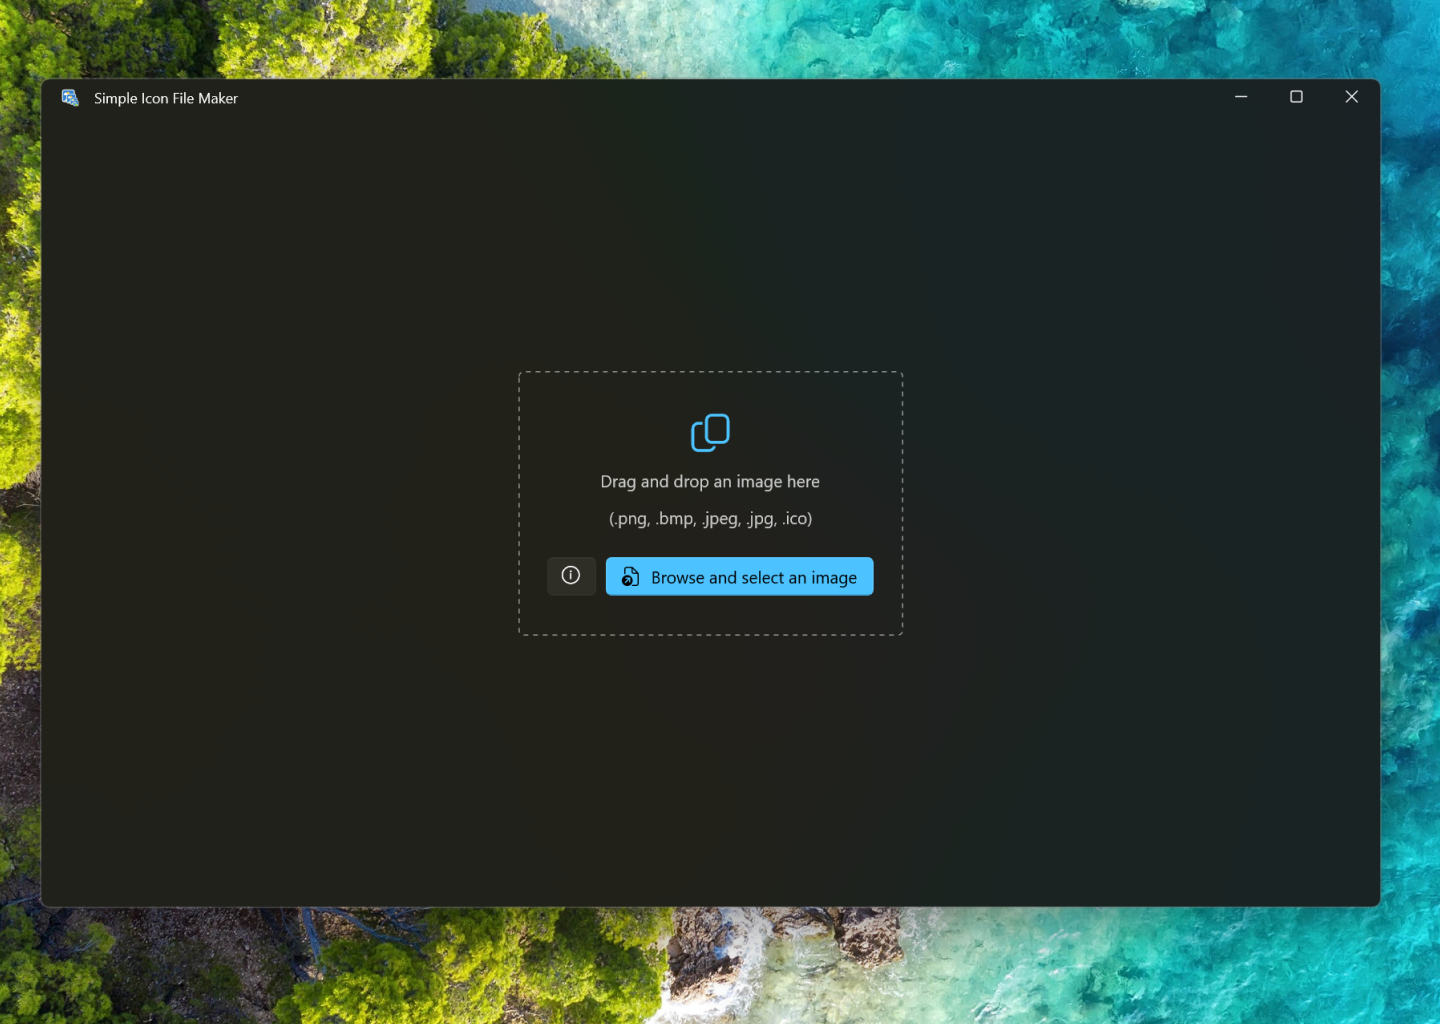 Simple Icon File Maker
Drag and drop an image here
(.png, .bmp, .jpeg, .jpg, .ico)
Browse and select an image